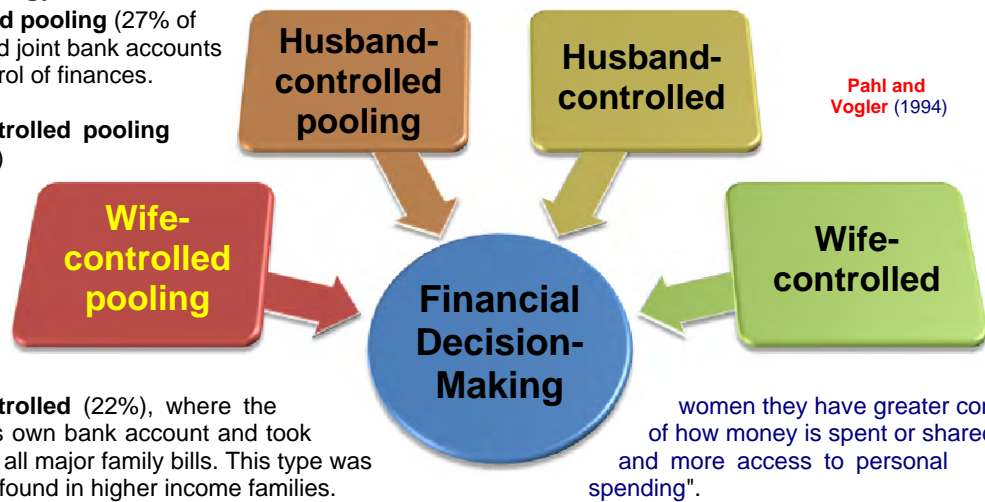 d pooling (27% of
d joint bank accounts
rol of finances.
trolled pooling
)
Husband-
controlled
pooling
Husband-
controlled
Pahl and
Vogler (1994)
Wife-
controlled
pooling
Wife-
controlled
Financial
Decision-
Making
trolled (22%), where the
s own bank account and took
all major family bills. This type was
found in higher income families.
women they have greater con
of how money is spent or shared
and more access to personal
spending".